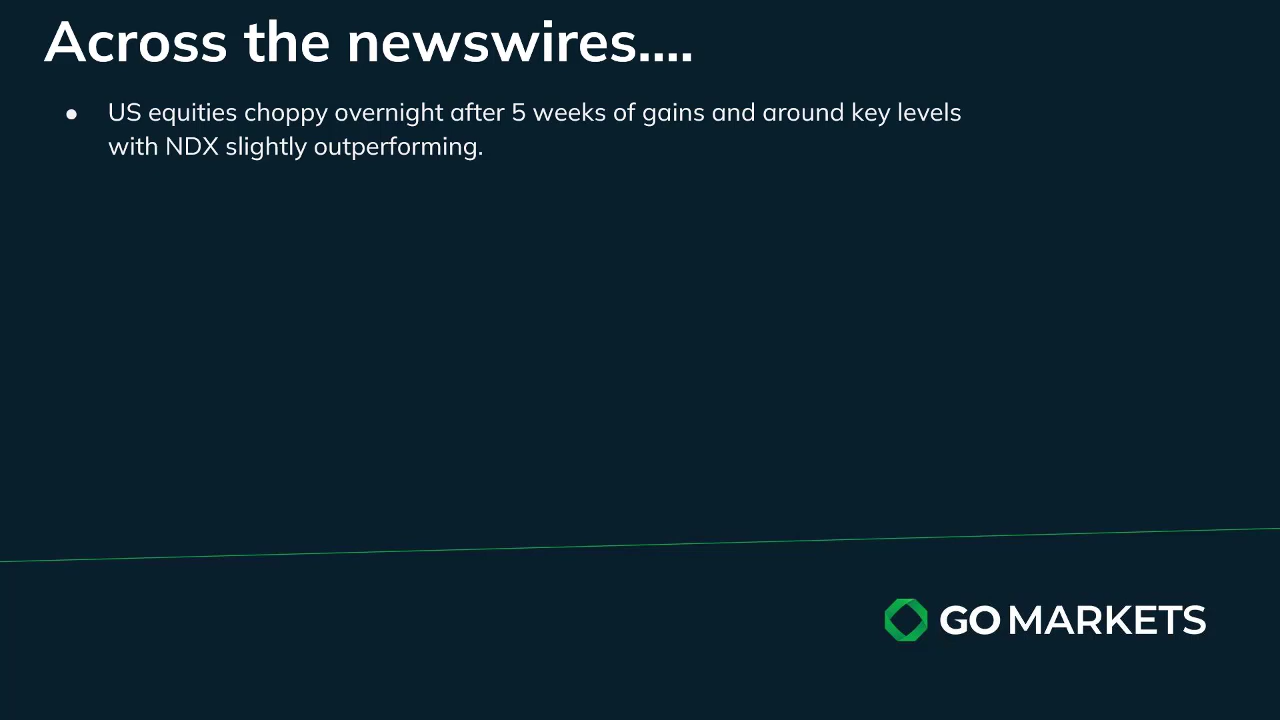 Across the newswires....
● US equities choppy overnight after 5 weeks of gains and around key levels
with NDX slightly outperforming.
GO MARKETS